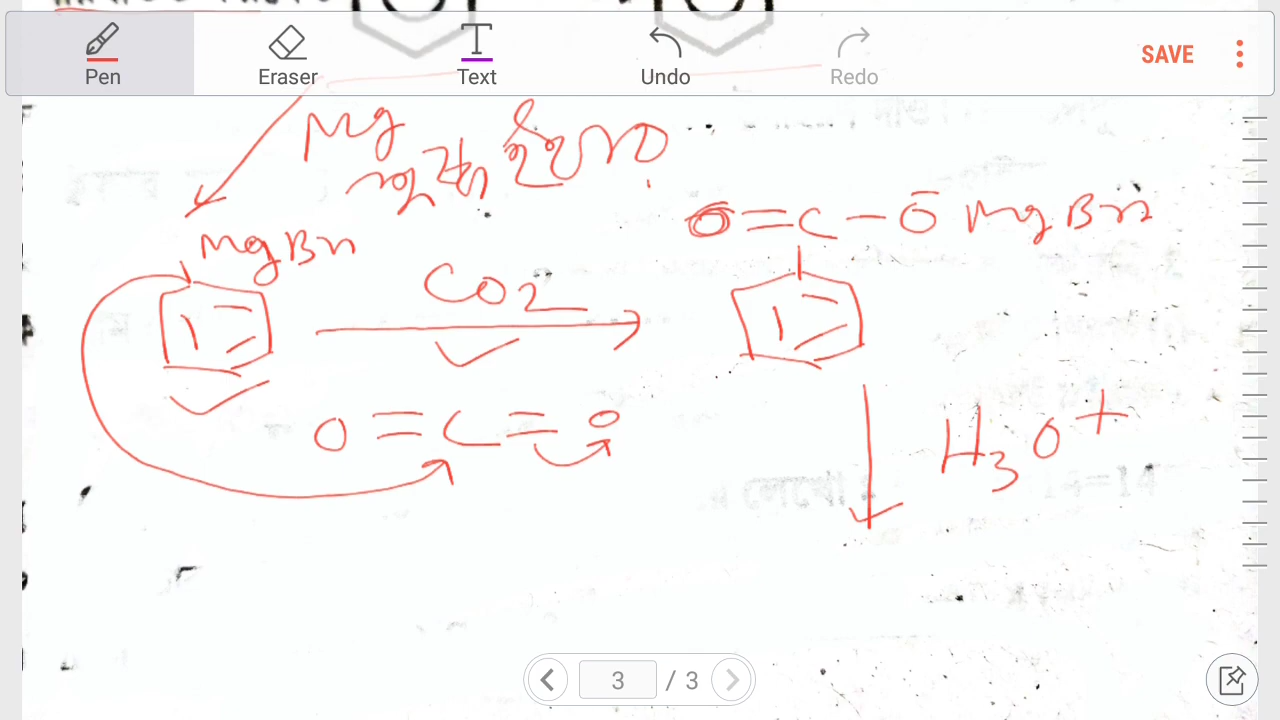 Pen Eraser Text Undo Redo SAVE
Mg
O=C-Ō MgBr
MgBr
CO2
O=C=O
H3O+
3 / 3